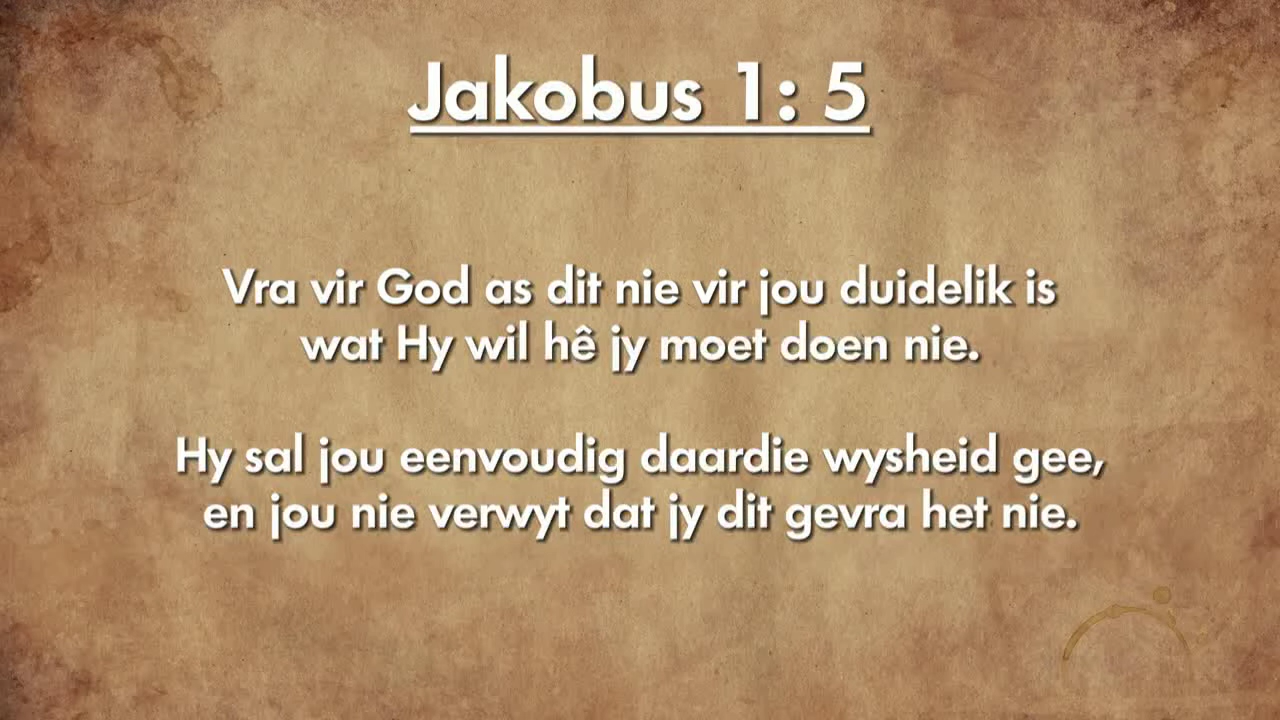 Jakobus 1: 5
Vra vir God as dit nie vir jou duidelik is
wat Hy wil hê jy moet doen nie.
Hy sal jou eenvoudig daardie wysheid gee,
en jou nie verwyt dat jy dit gevra het nie.